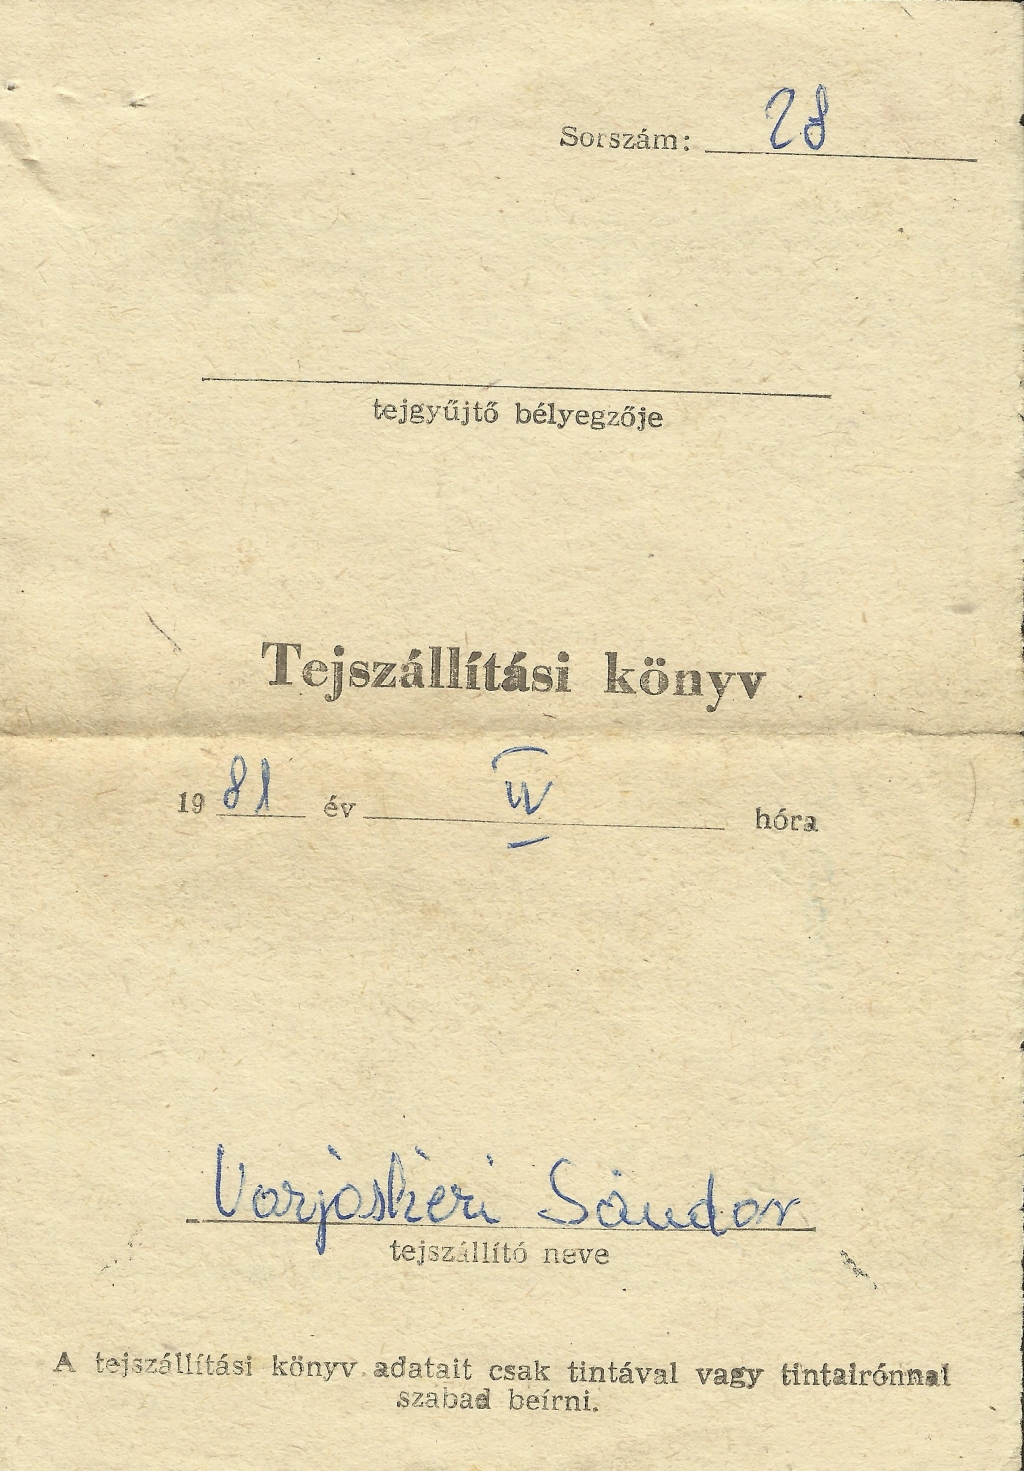 Sorszám: 28
tejgyűjtő bélyegzője
Tejszállítási könyv
1981 év IV hóra
Varjaskéri Sándor
tejszállító neve
A tejszállítási könyv adatait csak tintával vagy tintairónnal
szabad beírni.